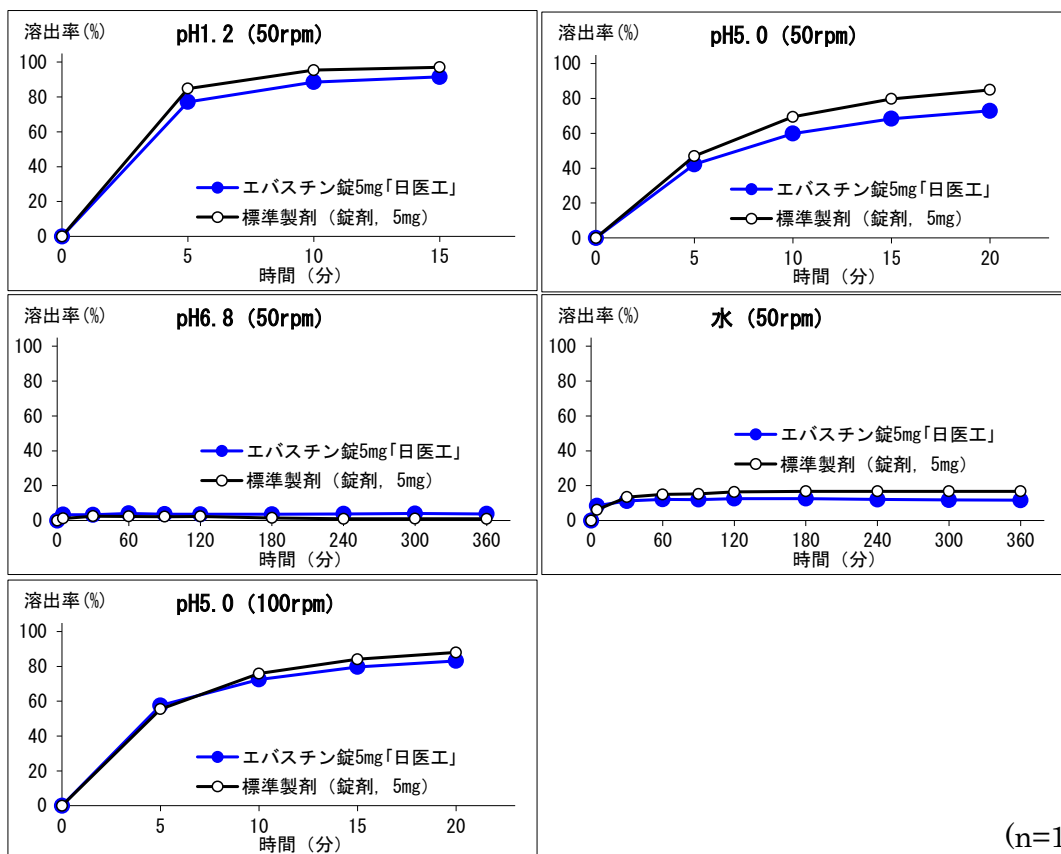 溶出率(%)
pH1.2 (50rpm)
100
80
60
40
20
0
エバスチン錠5mg「日医工」
標準製剤（錠剤, 5mg）
0 5 10 15
時間（分）
溶出率(%)
pH5.0 (50rpm)
100
80
60
40
20
0
エバスチン錠5mg「日医工」
標準製剤（錠剤, 5mg）
0 5 10 15 20
時間（分）
溶出率(%)
pH6.8 (50rpm)
100
80
60
40
20
0
エバスチン錠5mg「日医工」
標準製剤（錠剤, 5mg）
0 60 120 180 240 300 360
時間（分）
溶出率(%)
水 (50rpm)
100
80
60
40
20
0
エバスチン錠5mg「日医工」
標準製剤（錠剤, 5mg）
0 60 120 180 240 300 360
時間（分）
溶出率(%)
pH5.0 (100rpm)
100
80
60
40
20
0
エバスチン錠5mg「日医工」
標準製剤（錠剤, 5mg）
0 5 10 15 20
時間（分）
(n=1